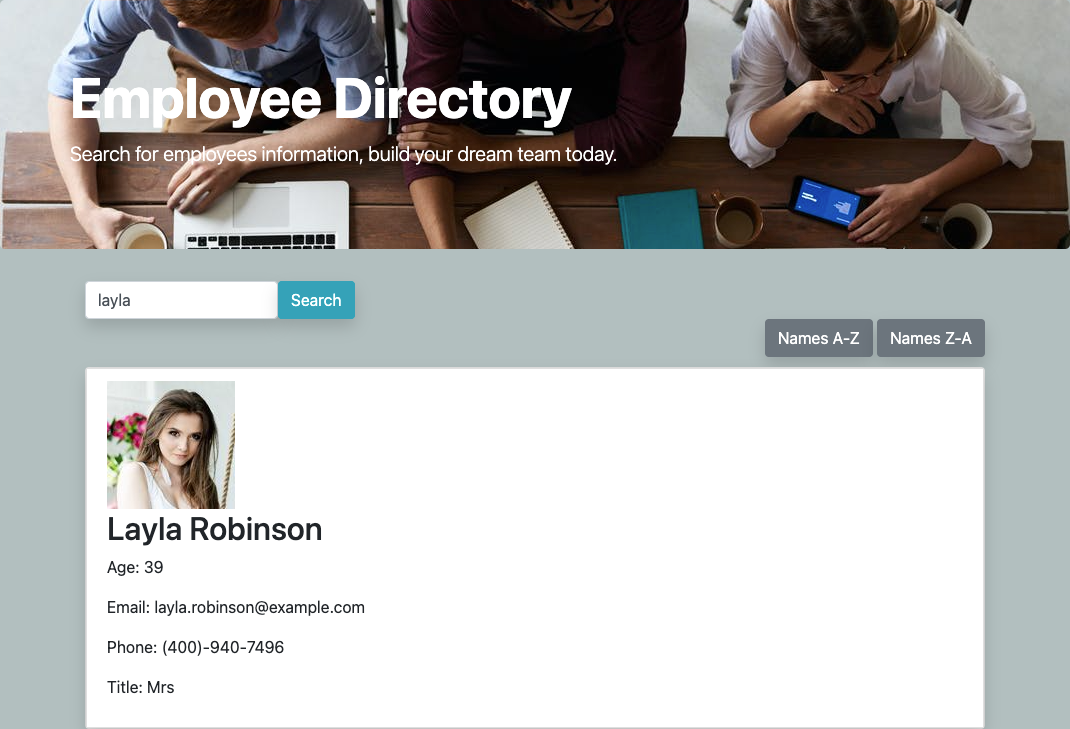 Employee Directory
Search for employees information, build your dream team today.
layla
Search
Names A-Z
Names Z-A
Layla Robinson
Age: 39
Email: layla.robinson@example.com
Phone: (400)-940-7496
Title: Mrs